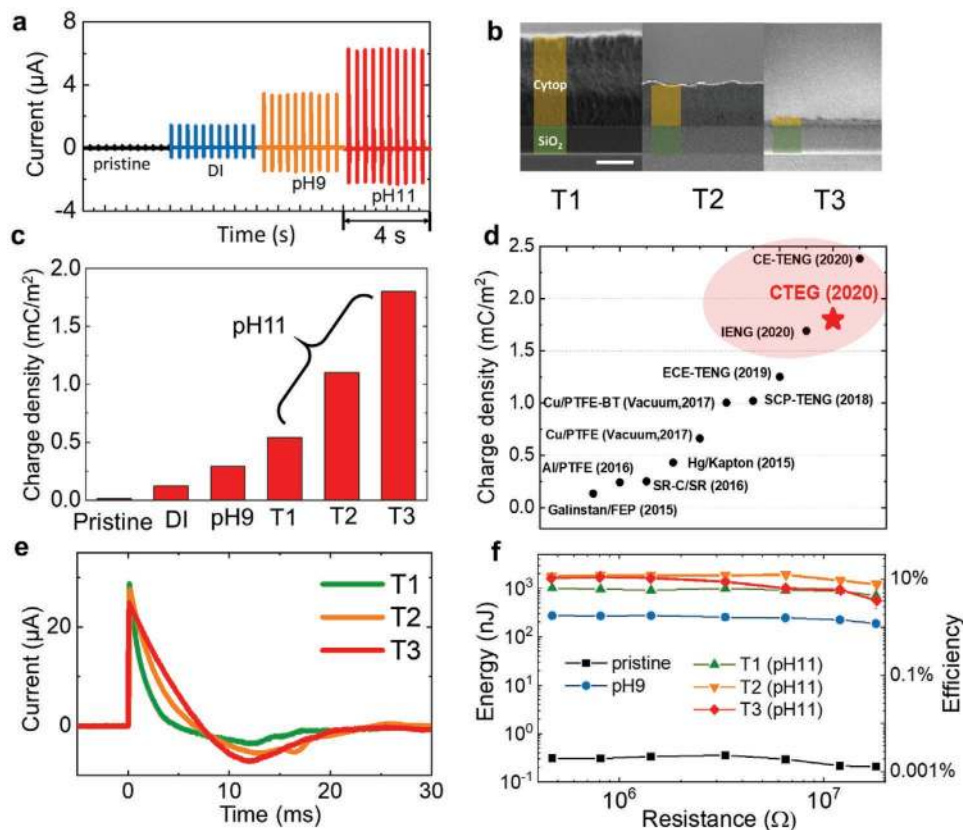 a
Current (μA)
8
4
0
-4
pristine
DI
pH9
pH11
Time (s)
4 s
b
Cytop
SiO₂
T1
T2
T3
c
Charge density (mC/m²)
2.0
1.5
1.0
0.5
0.0
pH11
Pristine
DI
pH9
T1
T2
T3
d
Charge density (mC/m²)
2.5
2.0
1.5
1.0
0.5
0.0
CE-TENG (2020)
CTEG (2020)
IENG (2020)
ECE-TENG (2019)
Cu/PTFE-BT (Vacuum,2017)
SCP-TENG (2018)
Cu/PTFE (Vacuum,2017)
Hg/Kapton (2015)
Al/PTFE (2016)
SR-C/SR (2016)
Galinstan/FEP (2015)
e
Current (μA)
20
0
T1
T2
T3
0
10
20
30
Time (ms)
f
Energy (nJ)
10³
10²
10¹
10⁰
10⁻¹
pristine
pH9
T1 (pH11)
T2 (pH11)
T3 (pH11)
10%
0.1%
0.001%
Efficiency
10⁶
10⁷
Resistance (Ω)